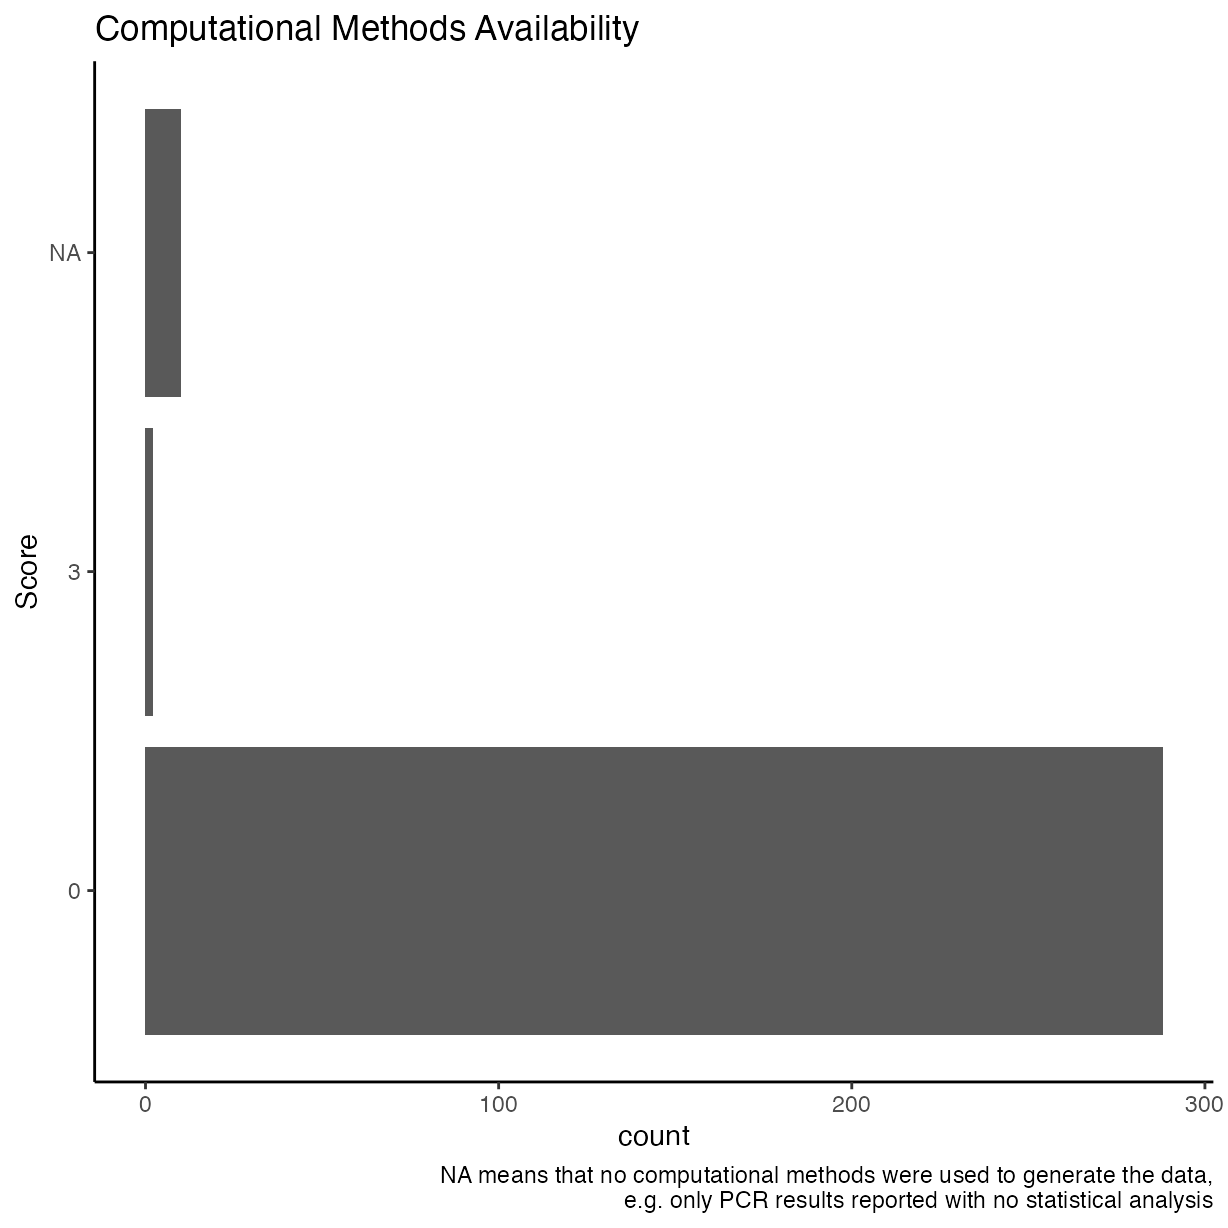 Computational Methods Availability
NA
3
0
Score
0 100 200 300
count
NA means that no computational methods were used to generate the data,
e.g. only PCR results reported with no statistical analysis